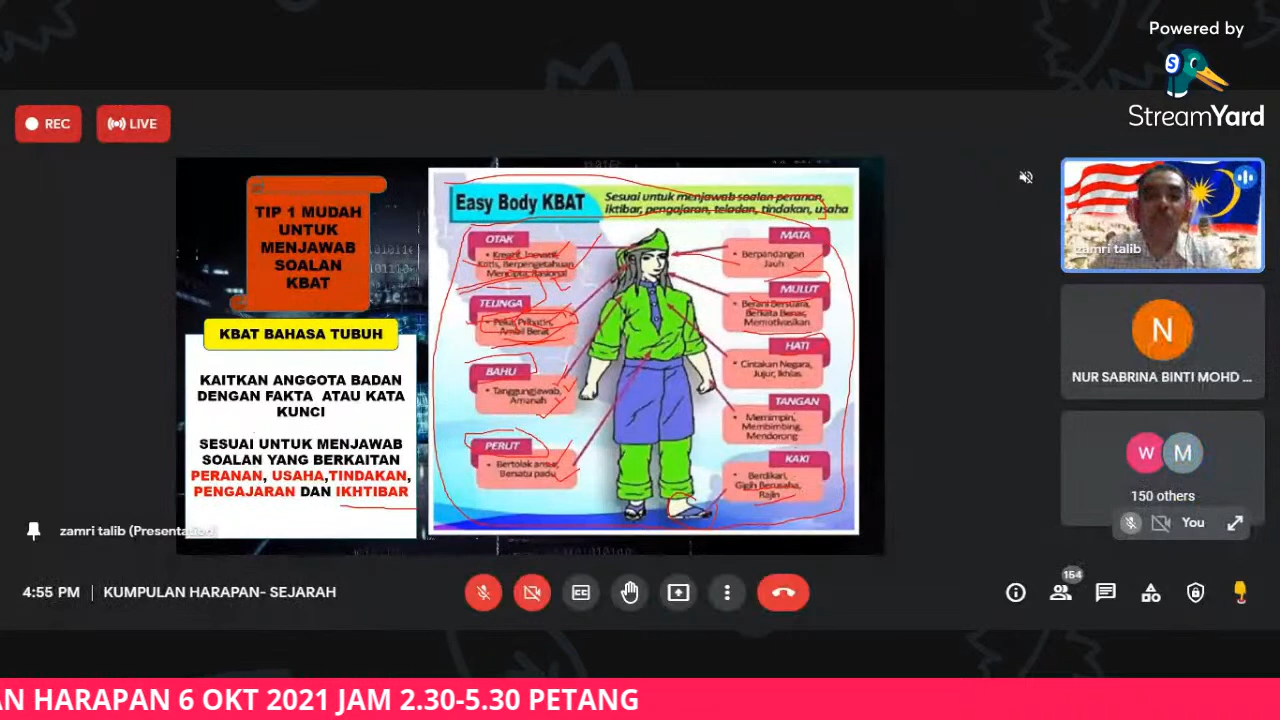 Powered by
StreamYard
REC
LIVE
TIP 1 MUDAH
UNTUK
MENJAWAB
SOALAN
KBAT
KBAT BAHASA TUBUH
KAITKAN ANGGOTA BADAN
DENGAN FAKTA ATAU KATA
KUNCI
SESUAI UNTUK MENJAWAB
SOALAN YANG BERKAITAN
PERANAN, USAHA,TINDAKAN,
PENGAJARAN DAN IKHTIBAR
Easy Body KBAT
Sesuai untuk menjawab soalan peranan,
iktibar, pengajaran, teladan, tindakan, usaha
OTAK
• Kreatif, Inovatif,
Kritis, Berpengetahuan
Mencipta, Rasional
TELINGA
• Peka, Prihatin,
Ambil Berat
BAHU
• Tanggungjawab,
Amanah
PERUT
• Bertolak ansur,
Bersatu padu
MATA
• Berpandangan
Jauh
MULUT
• Berani Bersuara,
Berkata Benar,
Memotivasikan
HATI
• Cintakan Negara,
Jujur, Ikhlas
TANGAN
• Memimpin,
Membimbing,
Mendorong
KAKI
• Berdikari,
Gigih Berusaha,
Rajin
zamri talib
N
NUR SABRINA BINTI MOHD ...
W M
150 others
You
zamri talib (Presentation)
4:55 PM | KUMPULAN HARAPAN- SEJARAH
154
AN HARAPAN 6 OKT 2021 JAM 2.30-5.30 PETANG